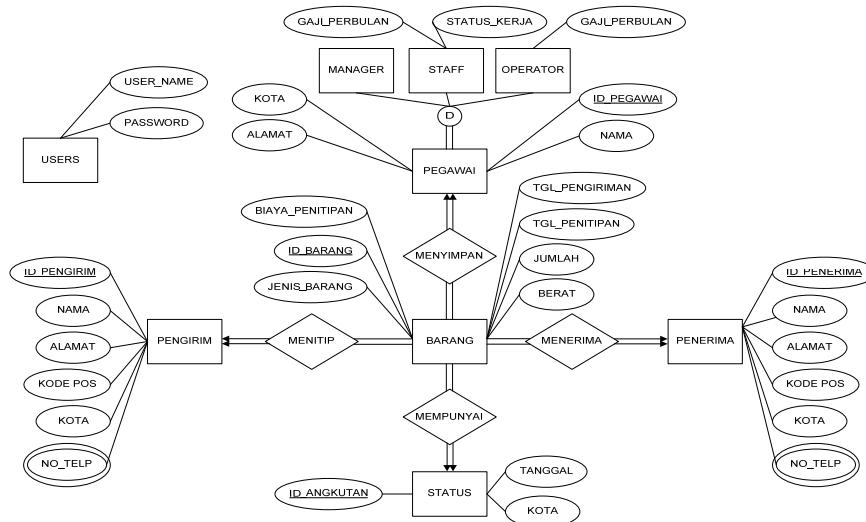 GAJI_PERBULAN
STATUS_KERJA
GAJI_PERBULAN
MANAGER
STAFF
OPERATOR
USER_NAME
PASSWORD
USERS
KOTA
ALAMAT
D
ID_PEGAWAI
NAMA
PEGAWAI
BIAYA_PENITIPAN
ID_BARANG
JENIS_BARANG
MENYIMPAN
TGL_PENGIRIMAN
TGL_PENITIPAN
JUMLAH
BERAT
ID_PENGIRIM
NAMA
ALAMAT
KODE POS
KOTA
NO_TELP
PENGIRIM
MENITIP
BARANG
MENERIMA
PENERIMA
ID_PENERIMA
NAMA
ALAMAT
KODE POS
KOTA
NO_TELP
MEMPUNYAI
ID_ANGKUTAN
STATUS
TANGGAL
KOTA